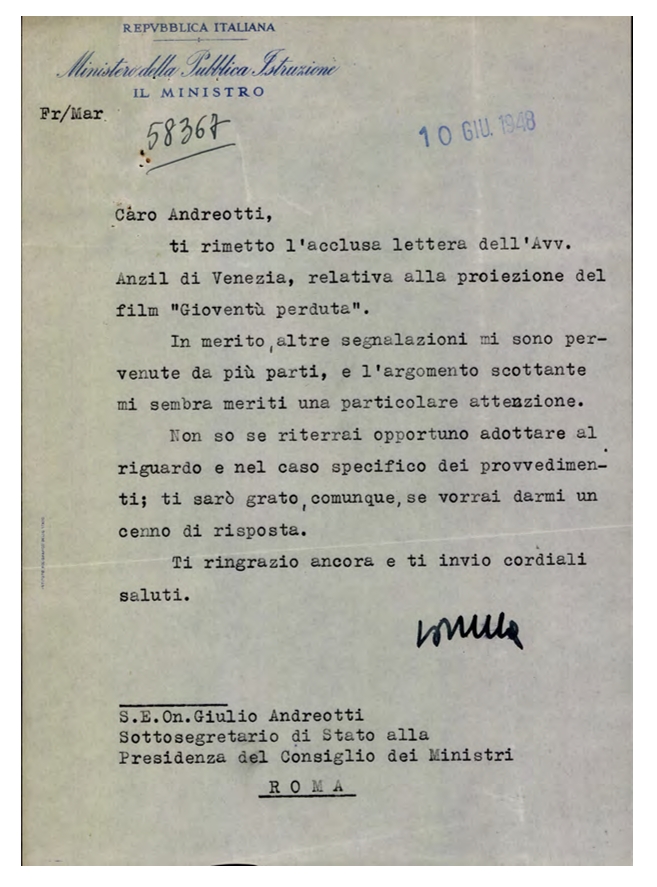 REPVBBLICA ITALIANA
Ministero della Pubblica Istruzione
IL MINISTRO
Fr/Mar.
58367
10 GIU. 1948
Caro Andreotti,
ti rimetto l'acclusa lettera dell'Avv.
Anzil di Venezia, relativa alla proiezione del
film "Gioventù perduta".
In merito, altre segnalazioni mi sono per-
venute da più parti, e l'argomento scottante
mi sembra meriti una particolare attenzione.
Non so se riterrai opportuno adottare al
riguardo e nel caso specifico dei provvedimen-
ti; ti sarò grato, comunque, se vorrai darmi un
cenno di risposta.
Ti ringrazio ancora e ti invio cordiali
saluti.
S.E.On.Giulio Andreotti
Sottosegretario di Stato alla
Presidenza del Consiglio dei Ministri
R O M A